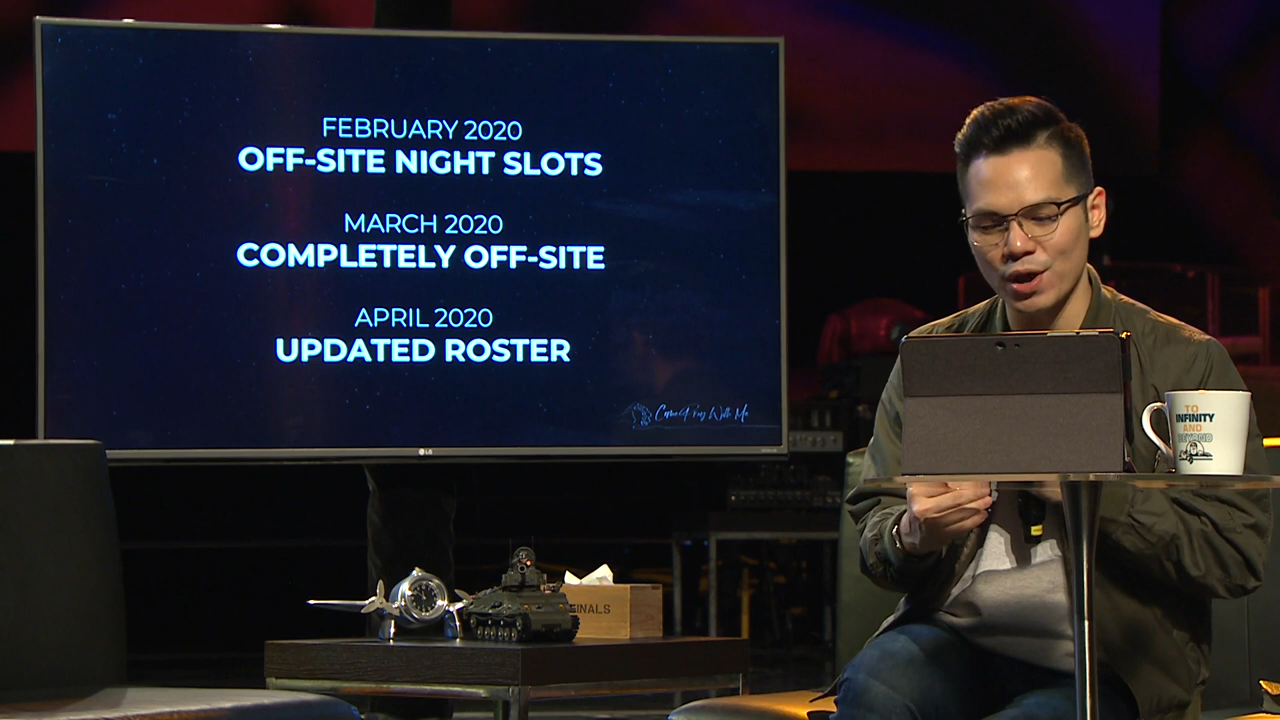 FEBRUARY 2020
OFF-SITE NIGHT SLOTS
MARCH 2020
COMPLETELY OFF-SITE
APRIL 2020
UPDATED ROSTER
Come Pray With Me
LG
TO
INFINITY
AND
BEYOND
INALS